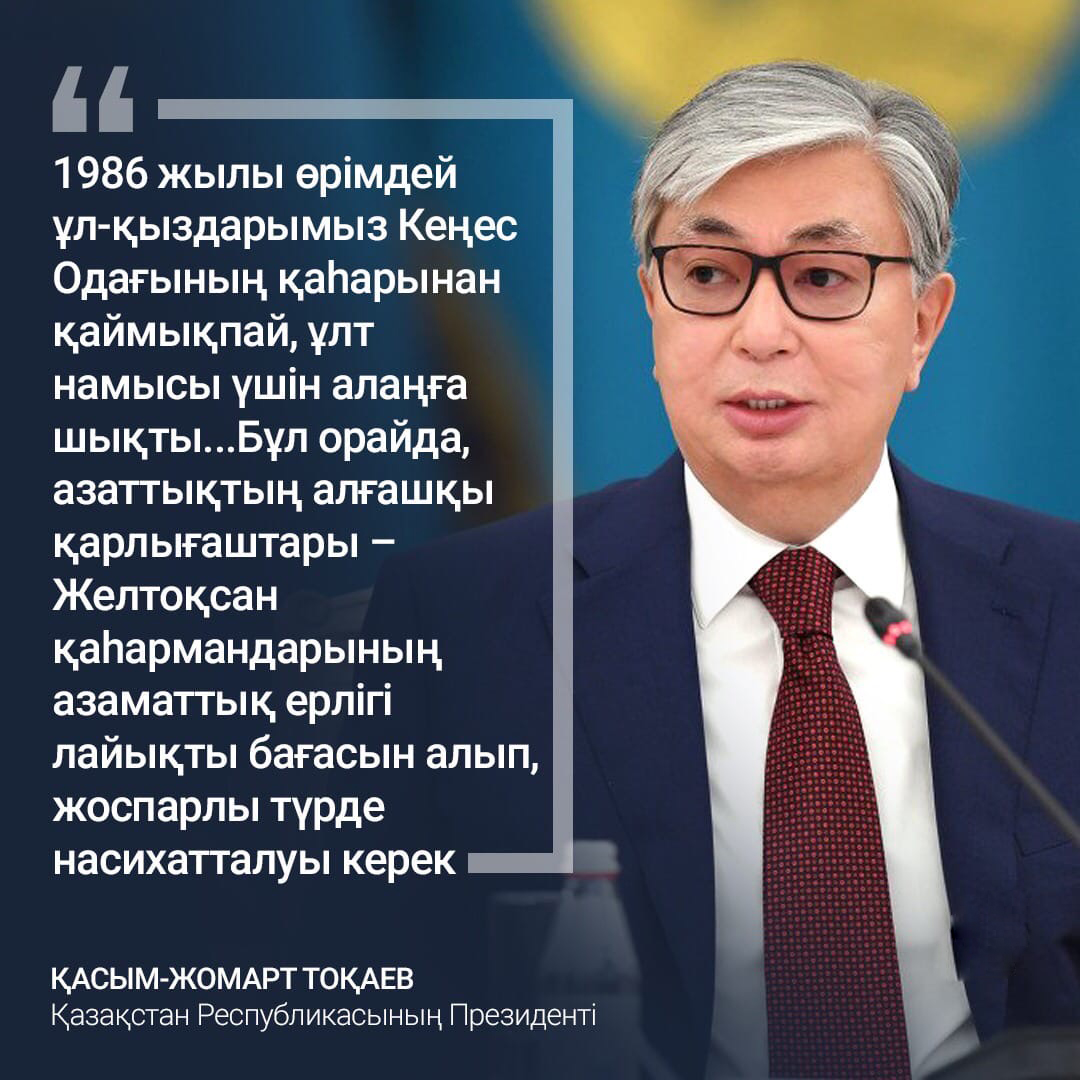 1986 жылы өрімдей
ұл-қыздарымыз Кеңес
Одағының қаһарынан
қаймықпай, ұлт
намысы үшін алаңға
шықты...Бұл орайда,
азаттықтың алғашқы
қарлығаштары –
Желтоқсан
қаһармандарының
азаматтық ерлігі
лайықты бағасын алып,
жоспарлы түрде
насихатталуы керек
ҚАСЫМ-ЖОМАРТ ТОҚАЕВ
Қазақстан Республикасының Президенті